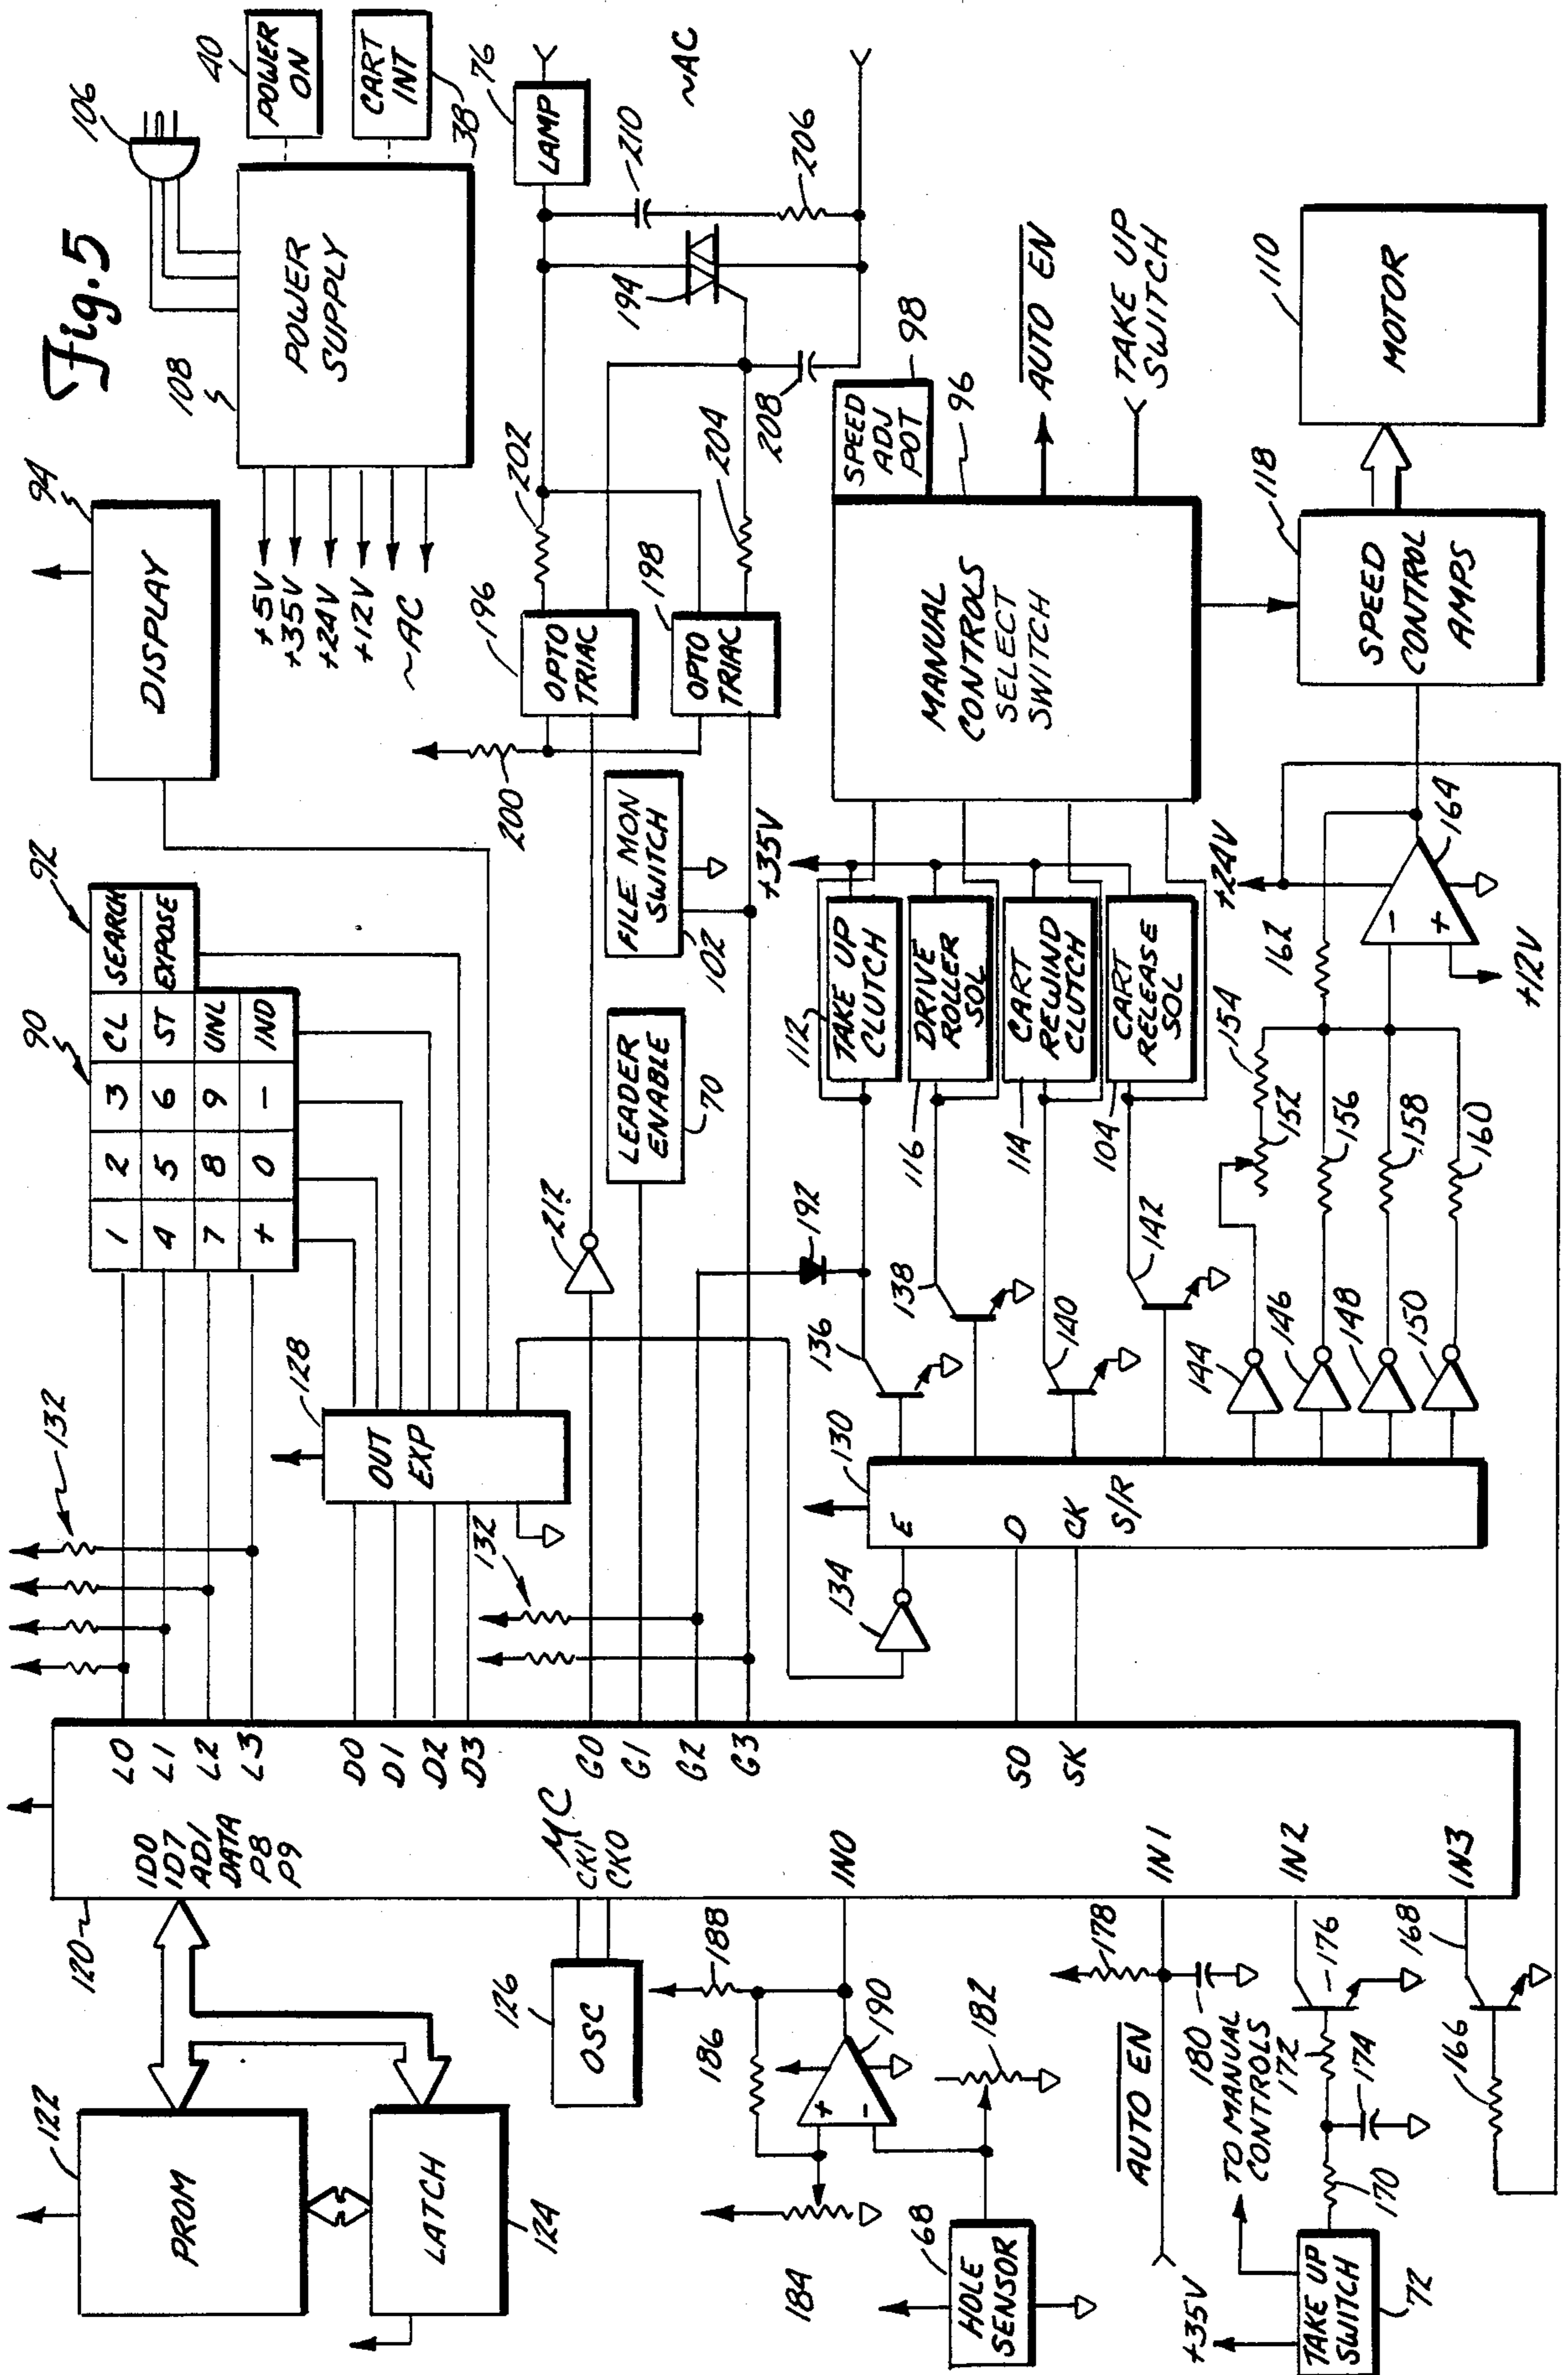 Fig. 5
122
PROM
LATCH
124
120
ID0
ID7
AD1
DATA
P8
P9
L0
L1
L2
L3
D0
D1
D2
D3
MC
CK1
CK0
G0
G1
G2
G3
IN0
S0
SK
IN1
IN2
IN3
126
OSC
188
186
190
182
184
68
HOLE
SENSOR
AUTO EN
178
180
TO MANUAL
CONTROLS
172
176
174
170
168
166
+35V
TAKE UP
SWITCH
72
132
90
92
1 2 3 CL SEARCH
4 5 6 ST EXPOSE
7 8 9 UNL
+ 0 - IND
128
OUT
EXP
132
94
DISPLAY
108
POWER
SUPPLY
106
40
POWER
ON
CART
INT
38
+5V
+35V
+24V
+12V
~AC
76
LAMP
~AC
210
206
194
208
202
204
196
OPTO
TRIAC
198
OPTO
TRIAC
200
212
LEADER
ENABLE
70
FILE MON
SWITCH
102
+35V
134
130
E
D
CK
S/R
136
138
140
142
192
112
TAKE UP
CLUTCH
116
DRIVE
ROLLER
SOL
114
CART
REWIND
CLUTCH
104
CART
RELEASE
SOL
MANUAL
CONTROLS
SELECT
SWITCH
SPEED
ADJ
POT
98
96
AUTO EN
TAKE UP
SWITCH
144
146
148
150
152
154
156
158
160
162
164
-
+
+24V
+12V
118
SPEED
CONTROL
AMPS
110
MOTOR